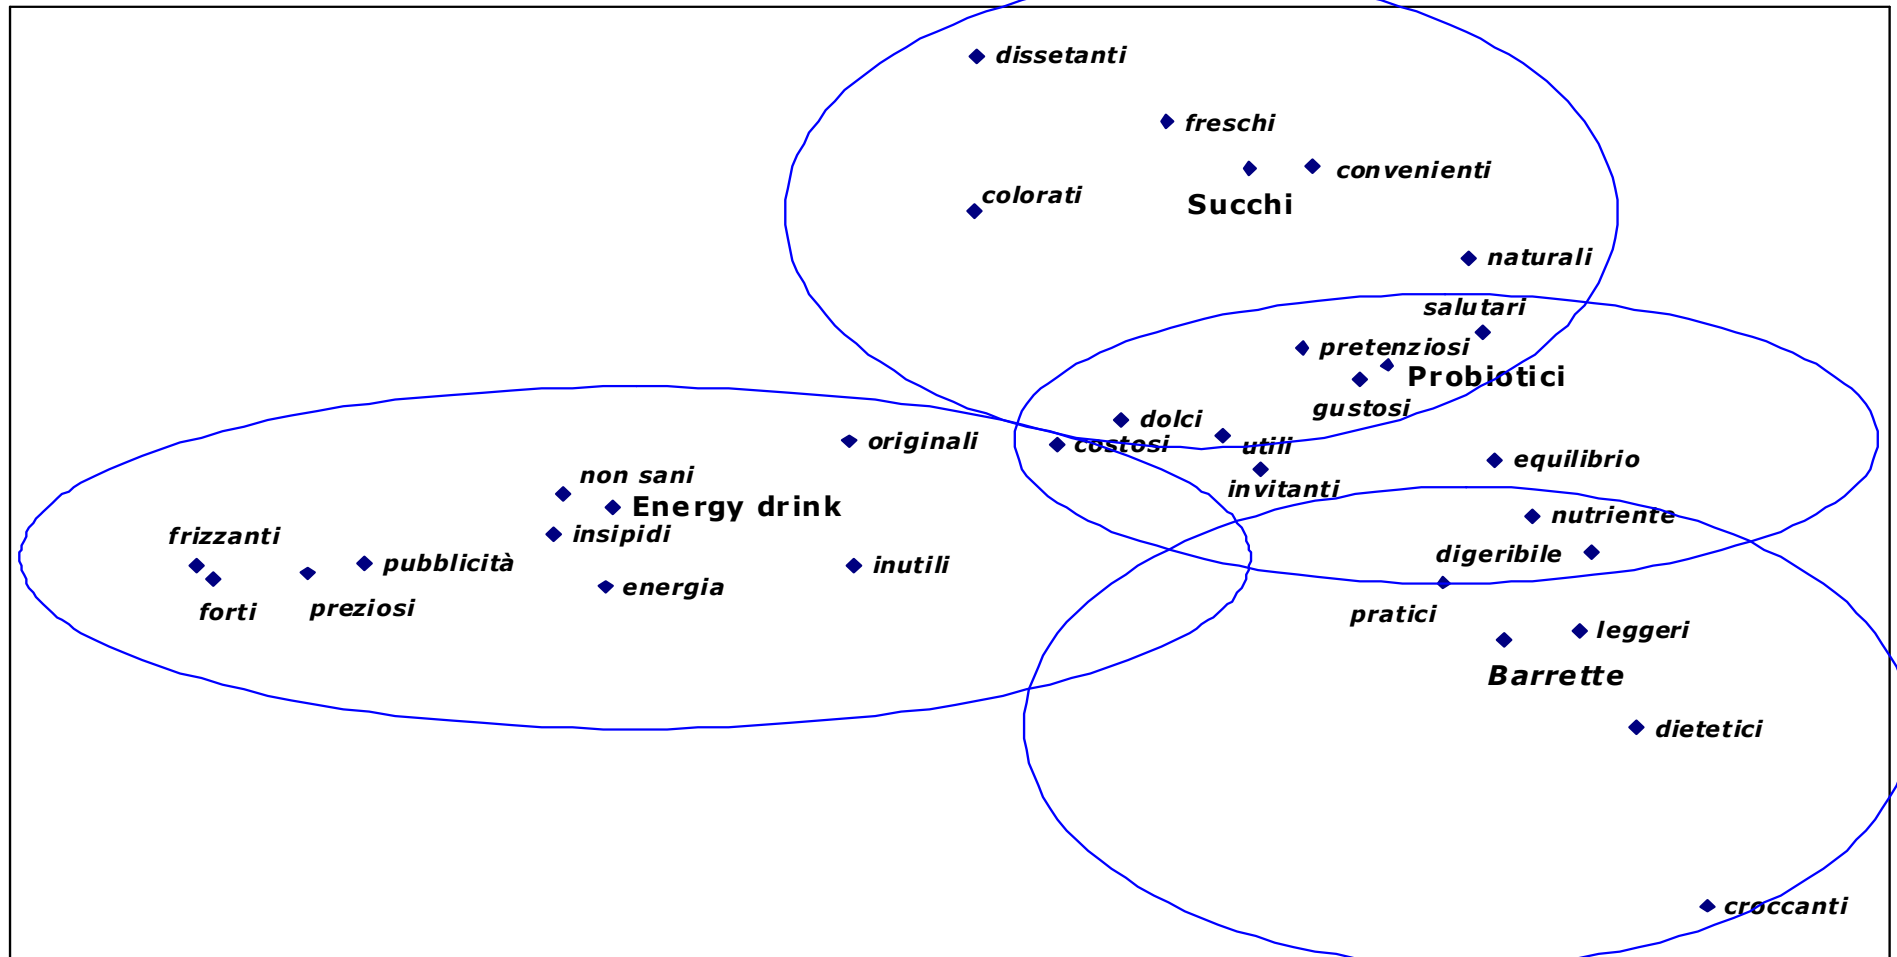 dissetanti
freschi
convenienti
colorati
Succhi
naturali
salutari
pretenziosi
Probiotici
gustosi
dolci
originali
costosi
utili
equilibrio
non sani
invitanti
Energy drink
nutriente
insipidi
frizzanti
digeribile
pubblicità
inutili
energia
preziosi
forti
pratici
leggeri
Barrette
dietetici
croccanti